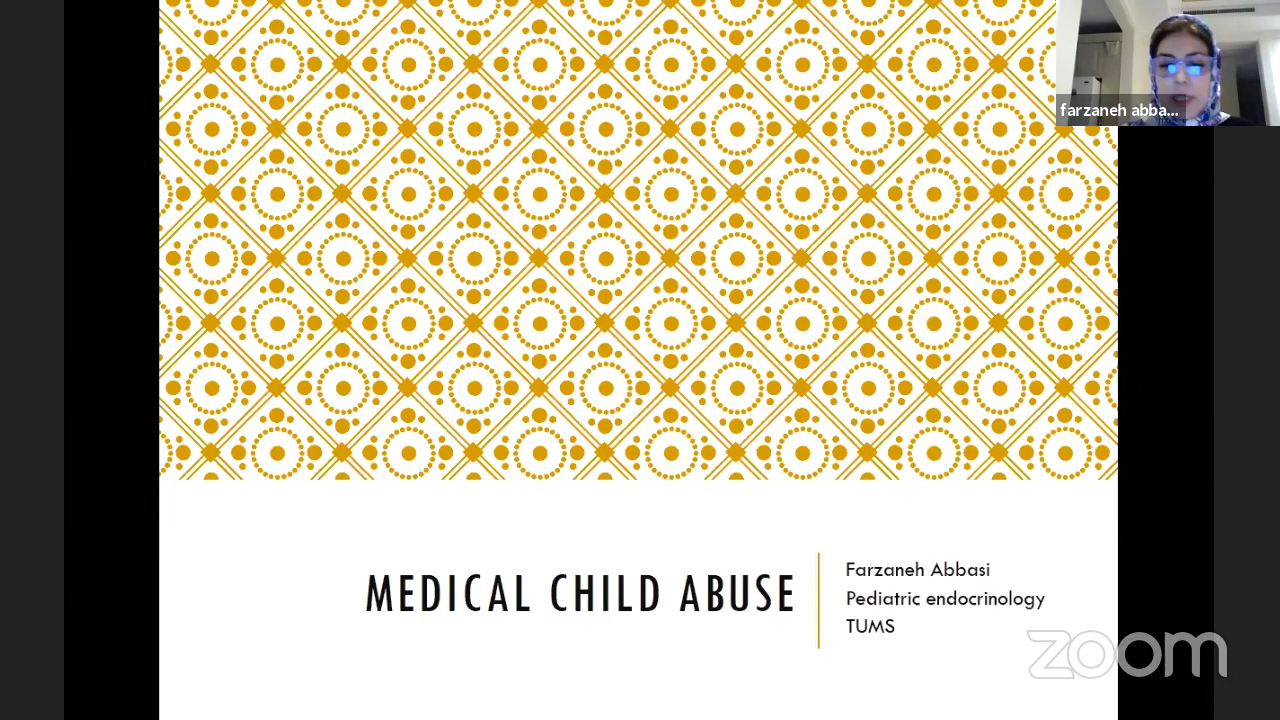 farzaneh abba...
MEDICAL CHILD ABUSE
Farzaneh Abbasi
Pediatric endocrinology
TUMS
zoom